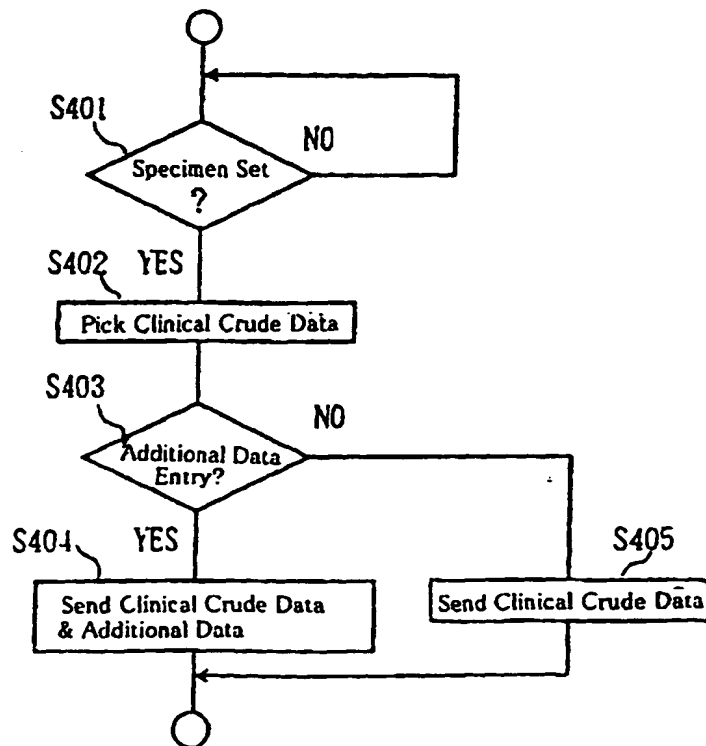 S401
NO
Specimen Set
?
S402
YES
Pick Clinical Crude Data
S403
NO
Additional Data
Entry?
S404
YES
S405
Send Clinical Crude Data
& Additional Data
Send Clinical Crude Data